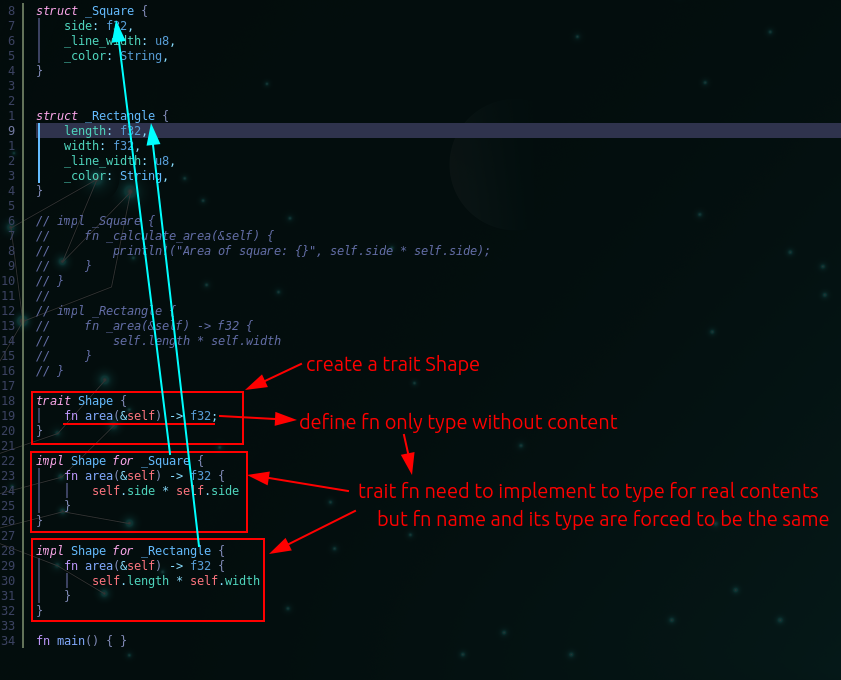 8 struct _Square {
7 side: f32,
6 _line_width: u8,
5 _color: String,
4 }
3
2
1 struct _Rectangle {
9 length: f32,
1 width: f32,
2 _line_width: u8,
3 _color: String,
4 }
5
6 // impl _Square {
7 // fn _calculate_area(&self) {
8 // println!("Area of square: {}", self.side * self.side);
9 // }
10 // }
11 //
12 // impl _Rectangle {
13 // fn _area(&self) -> f32 {
14 // self.length * self.width
15 // }
16 // }
17
create a trait Shape
18 trait Shape {
19 fn area(&self) -> f32;
define fn only type without content
20 }
21
22 impl Shape for _Square {
23 fn area(&self) -> f32 {
24 self.side * self.side
trait fn need to implement to type for real contents
25 }
26 }
but fn name and its type are forced to be the same
27
28 impl Shape for _Rectangle {
29 fn area(&self) -> f32 {
30 self.length * self.width
31 }
32 }
33
34 fn main() { }